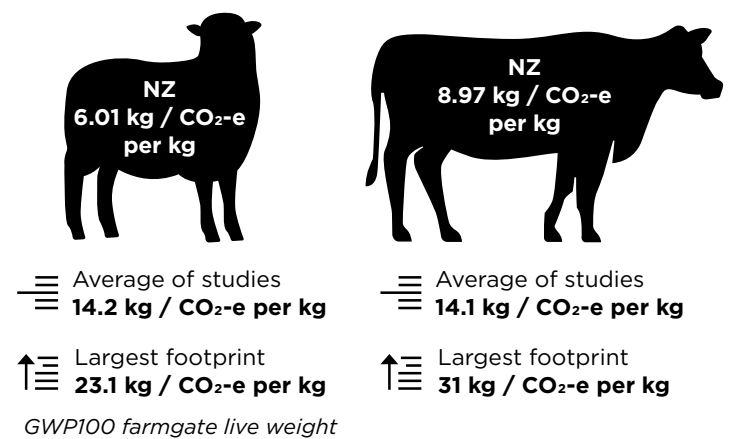 NZ
6.01 kg / CO₂-e
per kg
NZ
8.97 kg / CO₂-e
per kg
Average of studies
14.2 kg / CO₂-e per kg
Largest footprint
23.1 kg / CO₂-e per kg
Average of studies
14.1 kg / CO₂-e per kg
Largest footprint
31 kg / CO₂-e per kg
GWP100 farmgate live weight